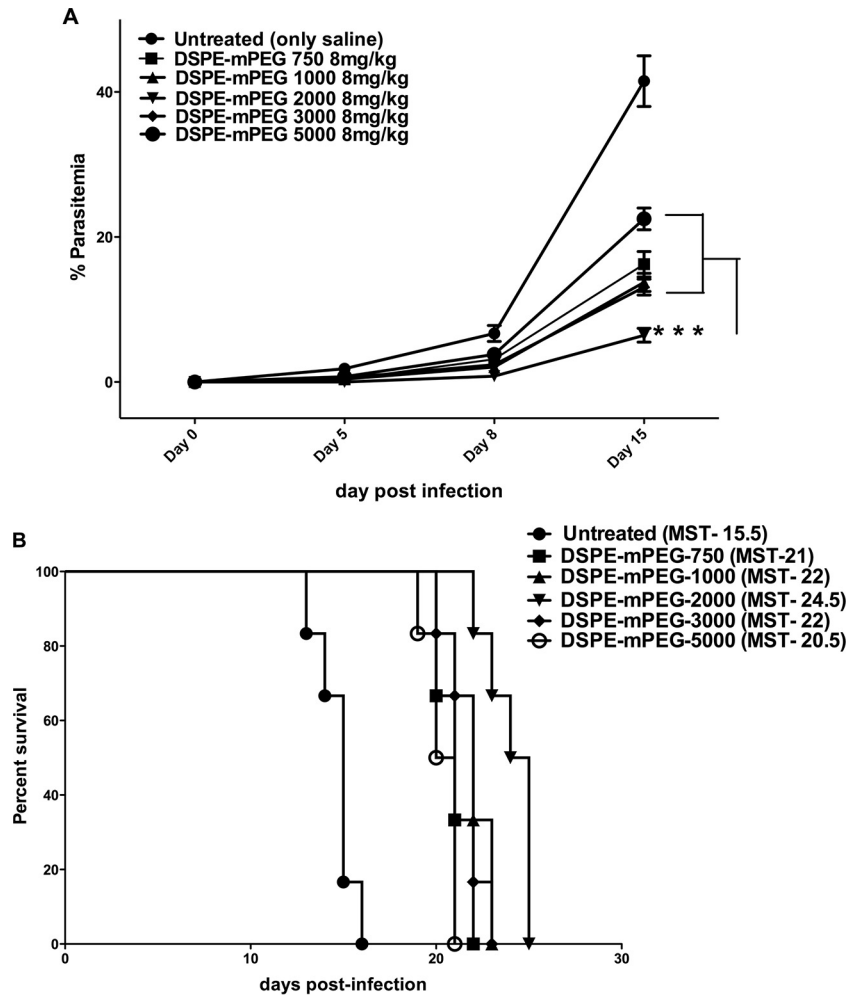 A
Untreated (only saline)
DSPE-mPEG 750 8mg/kg
DSPE-mPEG 1000 8mg/kg
DSPE-mPEG 2000 8mg/kg
DSPE-mPEG 3000 8mg/kg
DSPE-mPEG 5000 8mg/kg
% Parasitemia
40
20
0
* * *
Day 0
Day 5
Day 8
Day 15
day post infection
B
Untreated (MST- 15.5)
DSPE-mPEG-750 (MST-21)
DSPE-mPEG-1000 (MST- 22)
DSPE-mPEG-2000 (MST- 24.5)
DSPE-mPEG-3000 (MST- 22)
DSPE-mPEG-5000 (MST- 20.5)
Percent survival
100
80
60
40
20
0
0
10
20
30
days post-infection